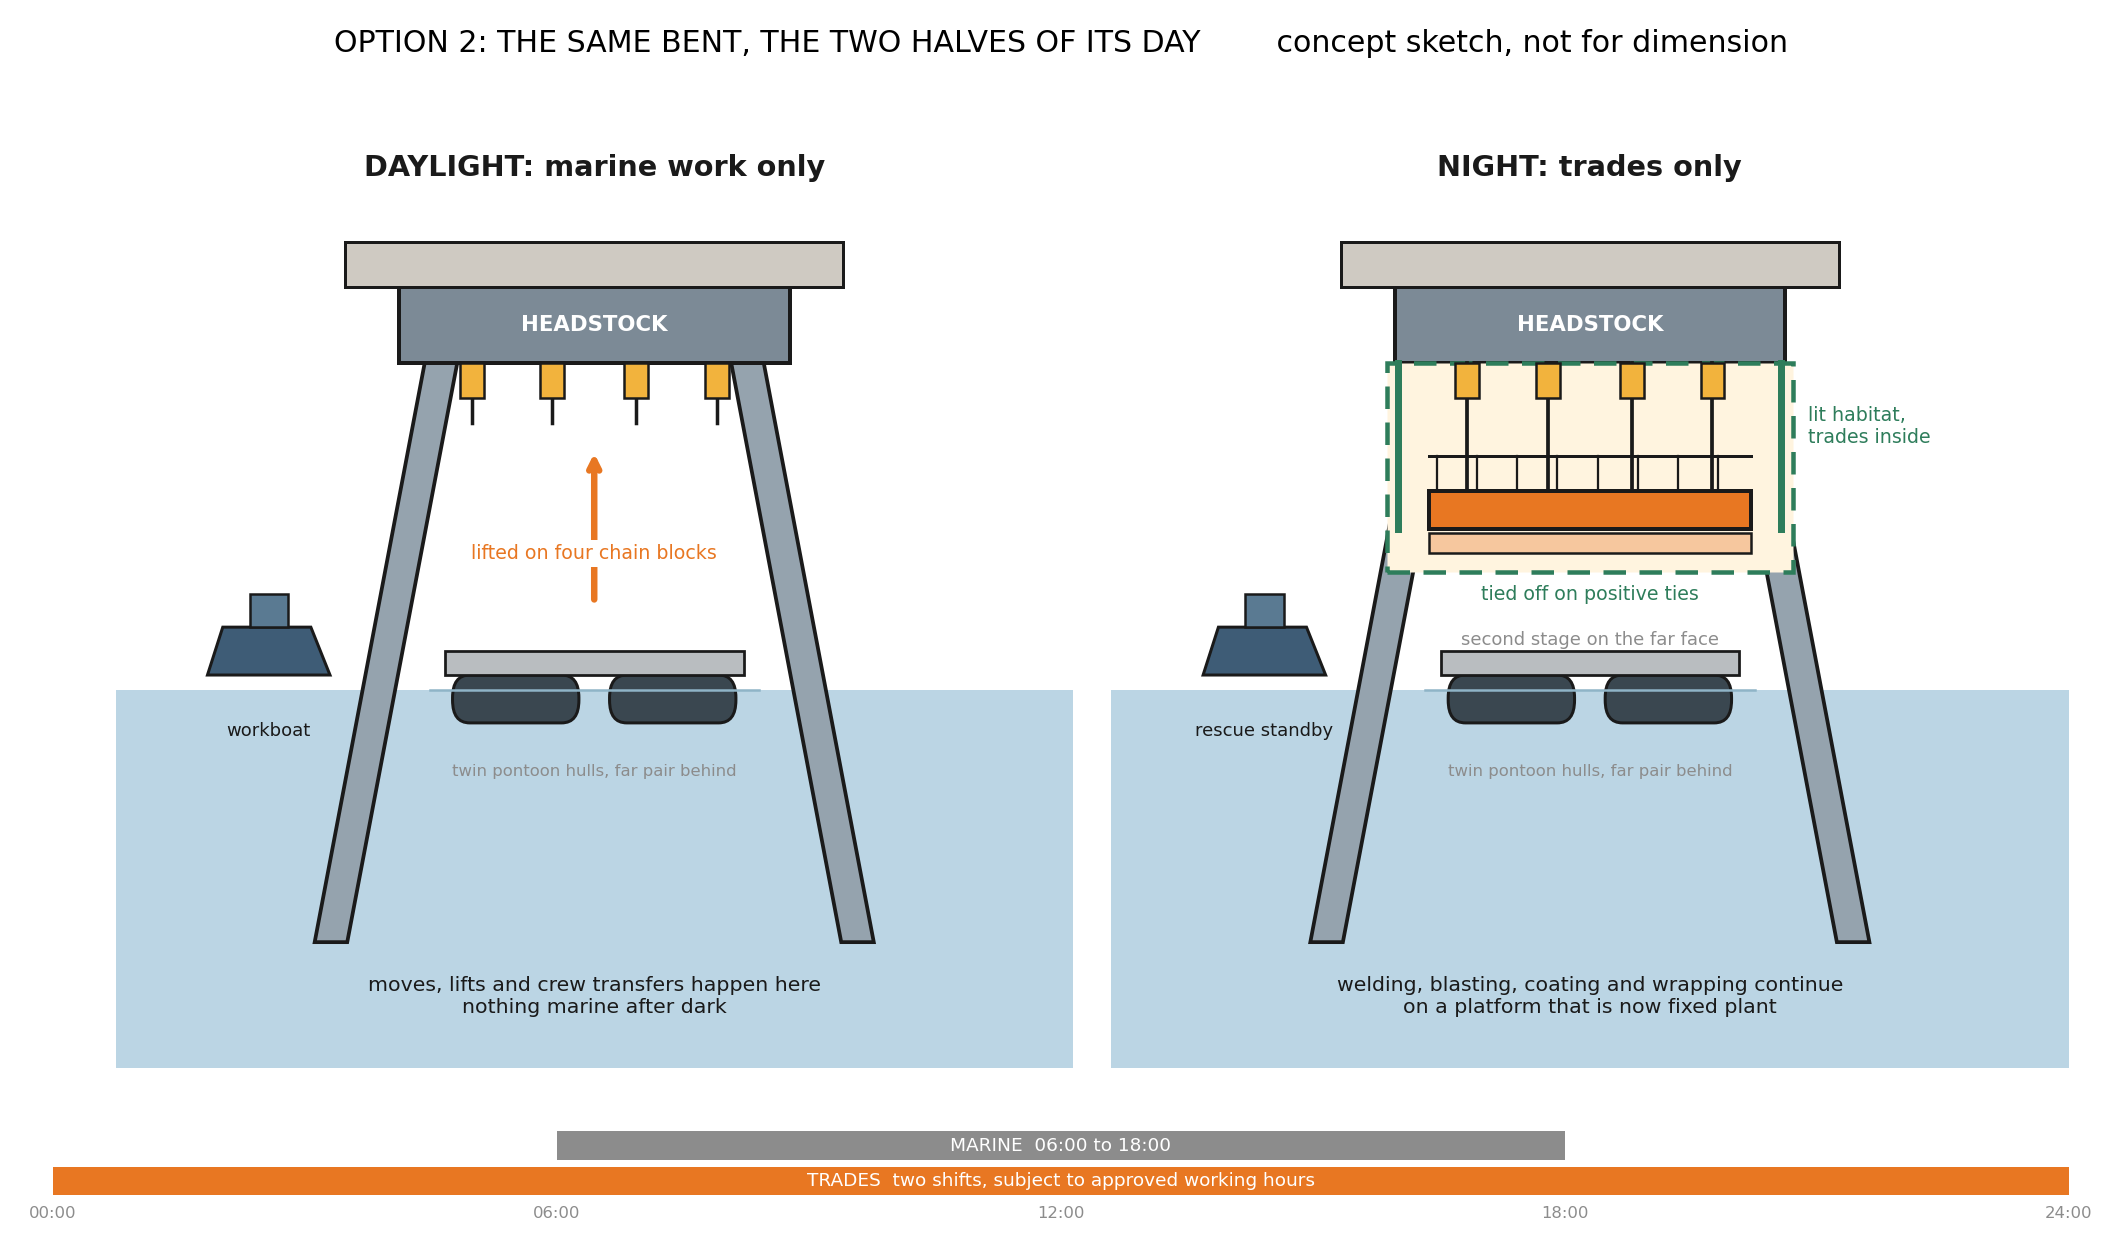 OPTION 2: THE SAME BENT, THE TWO HALVES OF ITS DAY concept sketch, not for dimension
DAYLIGHT: marine work only
HEADSTOCK
lifted on four chain blocks
workboat
twin pontoon hulls, far pair behind
moves, lifts and crew transfers happen here
nothing marine after dark
NIGHT: trades only
HEADSTOCK
lit habitat,
trades inside
tied off on positive ties
second stage on the far face
rescue standby
twin pontoon hulls, far pair behind
welding, blasting, coating and wrapping continue
on a platform that is now fixed plant
MARINE 06:00 to 18:00
TRADES two shifts, subject to approved working hours
00:00 06:00 12:00 18:00 24:00